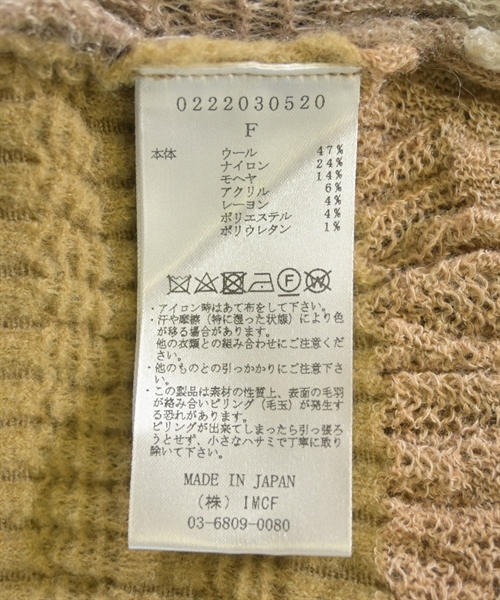 0222030520
F
本体 ウール 47%
ナイロン 24%
モヘヤ 14%
アクリル 6%
レーヨン 4%
ポリエステル 4%
ポリウレタン 1%
F W
・アイロン時はあて布をして下さい。
・汗や摩擦（特に湿った状態）により色
が移る場合があります。
他の衣類との組み合わせにご注意くださ
い。
・他のものとの引っかかりにご注意下さ
い。
・この製品は素材の性質上、表面の毛羽
が絡み合いピリング（毛玉）が発生す
る恐れがあります。
ピリングが出来てしまったら引っ張ろ
うとせず、小さなハサミで丁寧に取り
除いて下さい。
MADE IN JAPAN
（株）IMCF
03-6809-0080